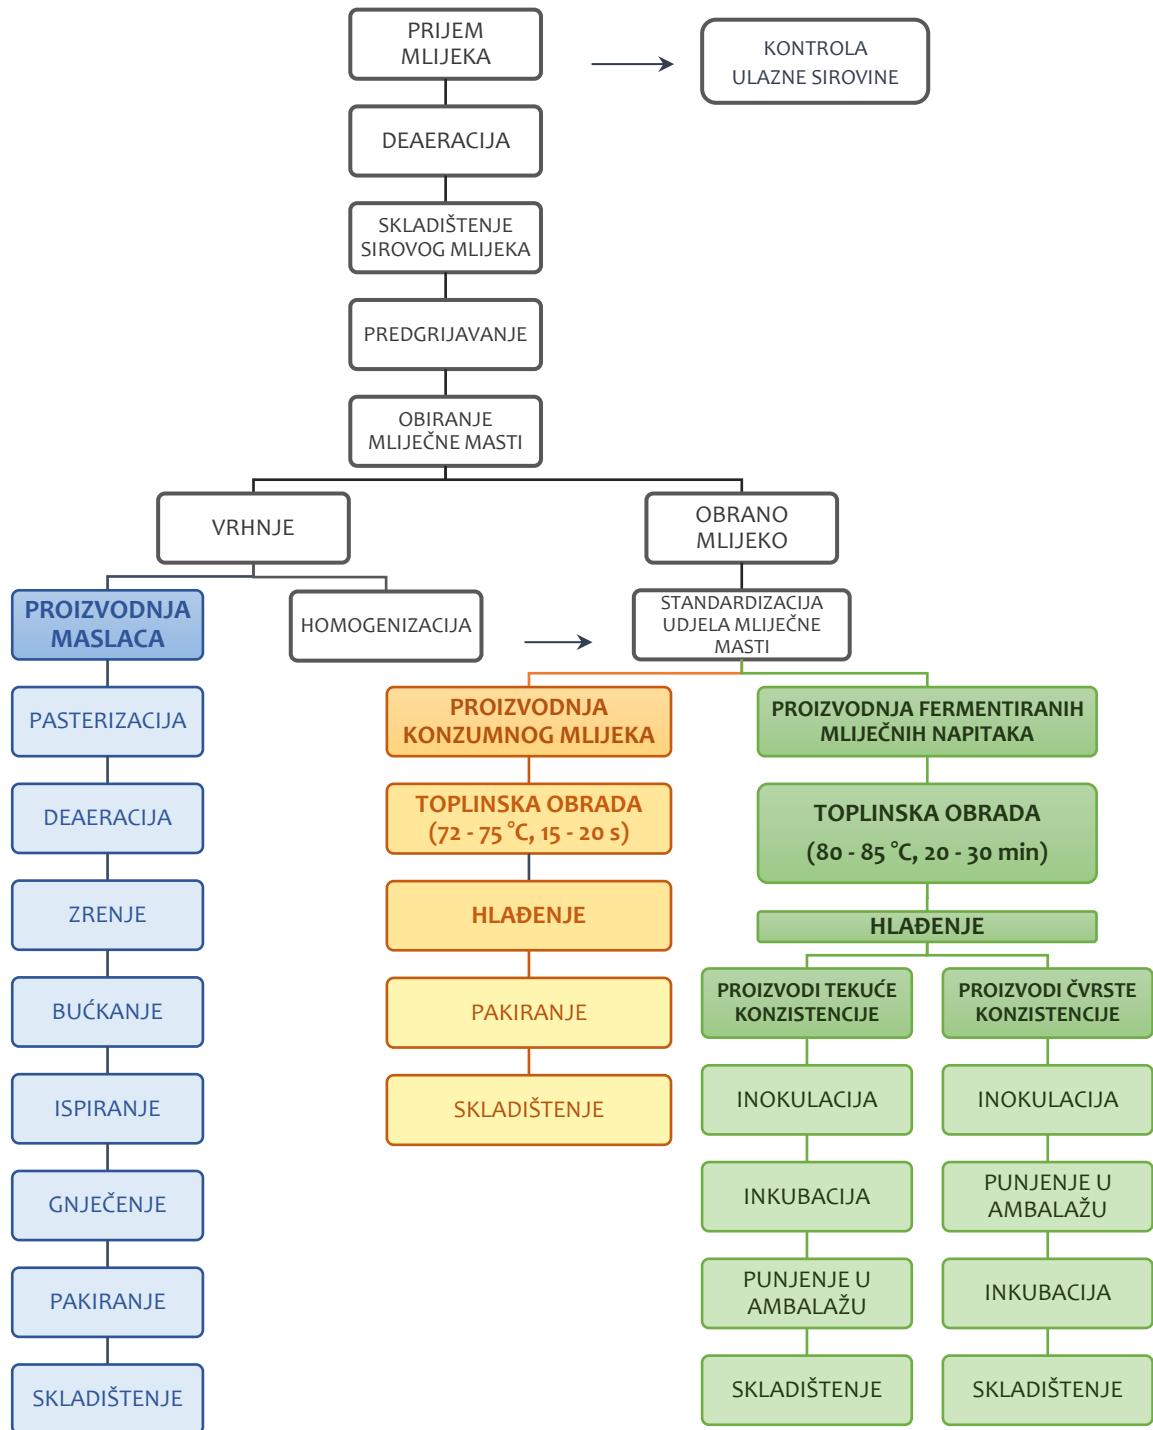 PRIJEM
MLIJEKA
KONTROLA
ULAZNE SIROVINE
DEAERACIJA
SKLADIŠTENJE
SIROVOG MLIJEKA
PREDGRIJAVANJE
OBIRANJE
MLIJEČNE MASTI
VRHNJE
OBRANO
MLIJEKO
PROIZVODNJA
MASLACA
HOMOGENIZACIJA
STANDARDIZACIJA
UDJELA MLIJEČNE
MASTI
PASTERIZACIJA
DEAERACIJA
ZRENJE
BUĆKANJE
ISPIRANJE
GNJEČENJE
PAKIRANJE
SKLADIŠTENJE
PROIZVODNJA
KONZUMNOG MLIJEKA
TOPLINSKA OBRADA
(72 - 75 °C, 15 - 20 s)
HLAĐENJE
PAKIRANJE
SKLADIŠTENJE
PROIZVODNJA FERMENTIRANIH
MLIJEČNIH NAPITAKA
TOPLINSKA OBRADA
(80 - 85 °C, 20 - 30 min)
HLAĐENJE
PROIZVODI TEKUĆE
KONZISTENCIJE
INOKULACIJA
INKUBACIJA
PUNJENJE U
AMBALAŽU
SKLADIŠTENJE
PROIZVODI ČVRSTE
KONZISTENCIJE
INOKULACIJA
PUNJENJE U
AMBALAŽU
INKUBACIJA
SKLADIŠTENJE